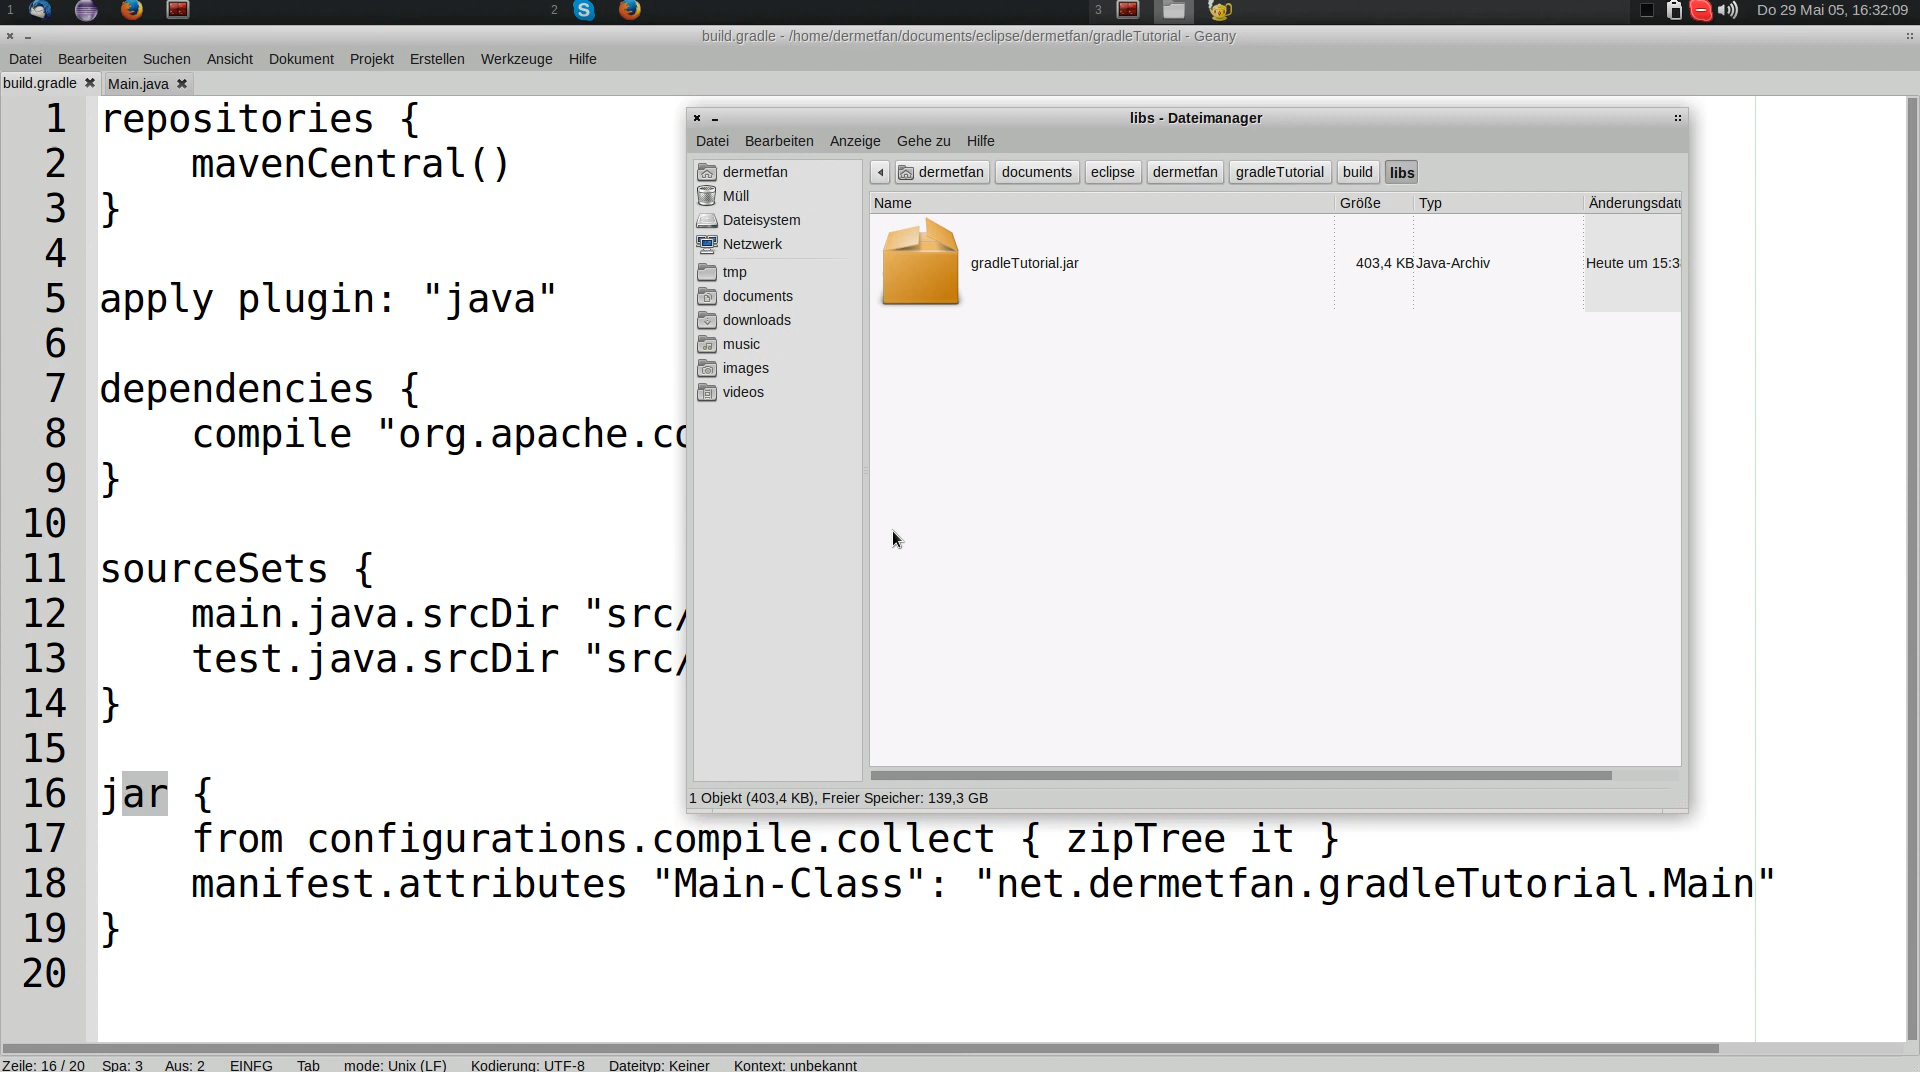 1 2 3 Do 29 Mai 05, 16:32:09
build.gradle - /home/dermetfan/documents/eclipse/dermetfan/gradleTutorial - Geany
Datei Bearbeiten Suchen Ansicht Dokument Projekt Erstellen Werkzeuge Hilfe
build.gradle Main.java
1 repositories {
2 mavenCentral()
3 }
4
5 apply plugin: "java"
6
7 dependencies {
8 compile "org.apache.co
9 }
10
11 sourceSets {
12 main.java.srcDir "src/
13 test.java.srcDir "src/
14 }
15
16 jar {
17 from configurations.compile.collect { zipTree it }
18 manifest.attributes "Main-Class": "net.dermetfan.gradleTutorial.Main"
19 }
20
libs - Dateimanager
Datei Bearbeiten Anzeige Gehe zu Hilfe
dermetfan
Müll
Dateisystem
Netzwerk
tmp
documents
downloads
music
images
videos
dermetfan documents eclipse dermetfan gradleTutorial build libs
Name Größe Typ Änderungsdatu
gradleTutorial.jar 403,4 KB Java-Archiv Heute um 15:3
1 Objekt (403,4 KB), Freier Speicher: 139,3 GB
Zeile: 16 / 20 Spa: 3 Aus: 2 EINFG Tab mode: Unix (LF) Kodierung: UTF-8 Dateityp: Keiner Kontext: unbekannt